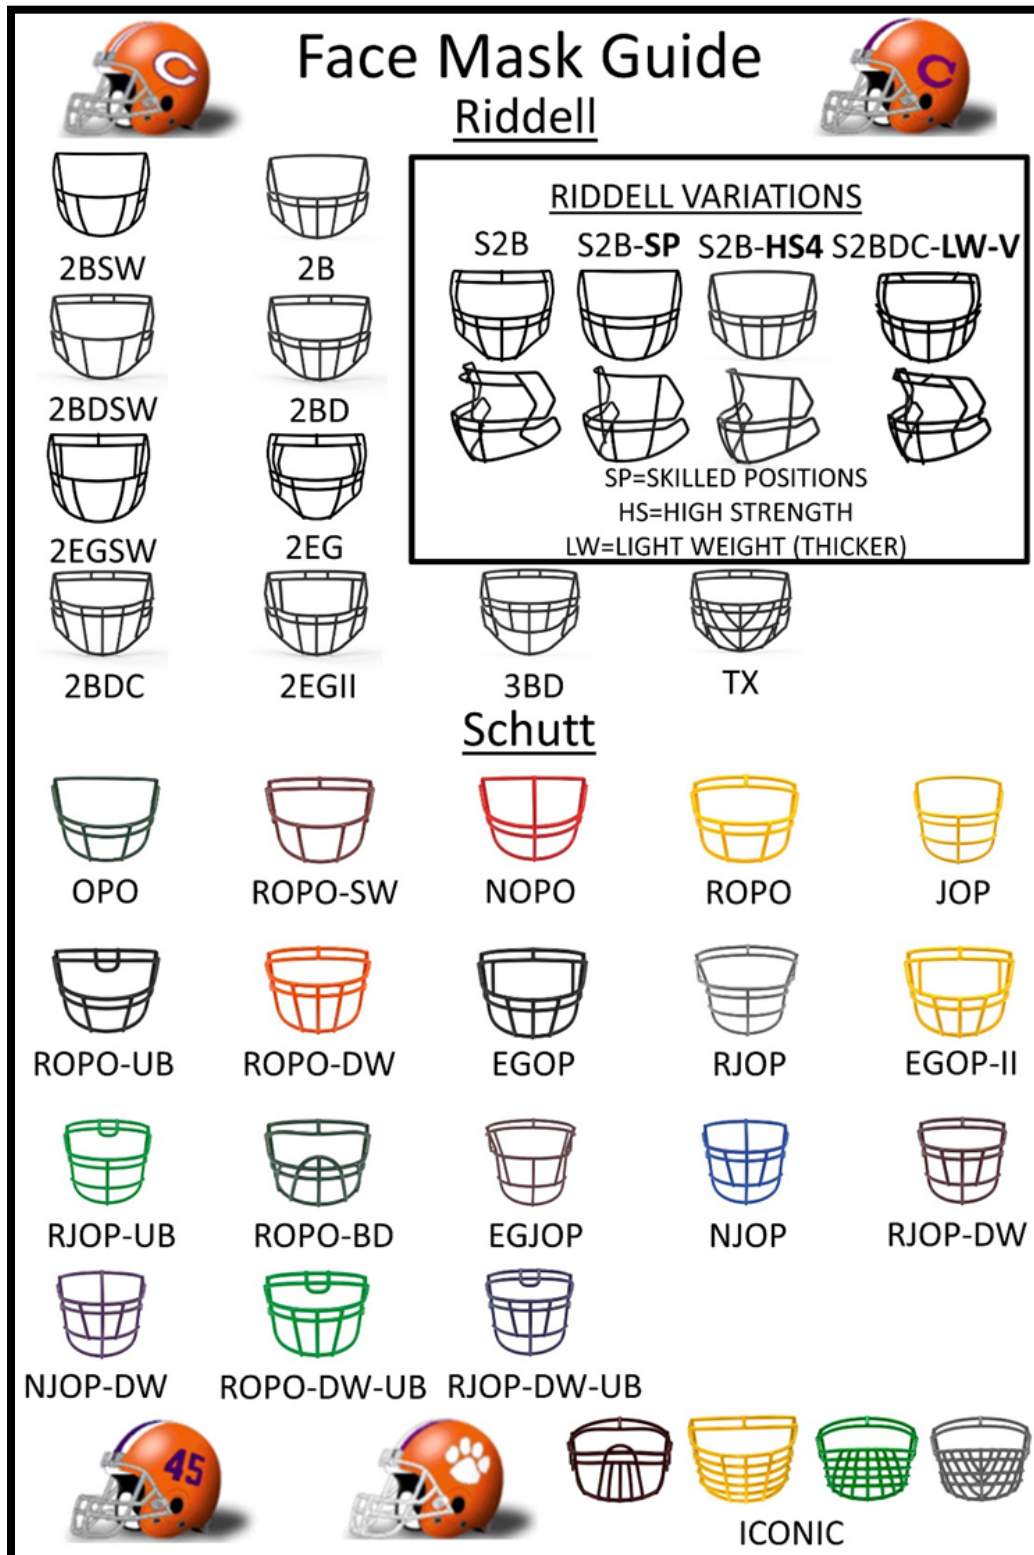 Face Mask Guide
Riddell
2BSW 2B
2BDSW 2BD
2EGSW 2EG
RIDDELL VARIATIONS
S2B S2B-SP S2B-HS4 S2BDC-LW-V
SP=SKILLED POSITIONS
HS=HIGH STRENGTH
LW=LIGHT WEIGHT (THICKER)
2BDC 2EGII 3BD TX
Schutt
OPO ROPO-SW NOPO ROPO JOP
ROPO-UB ROPO-DW EGOP RJOP EGOP-II
RJOP-UB ROPO-BD EGJOP NJOP RJOP-DW
NJOP-DW ROPO-DW-UB RJOP-DW-UB
45
ICONIC